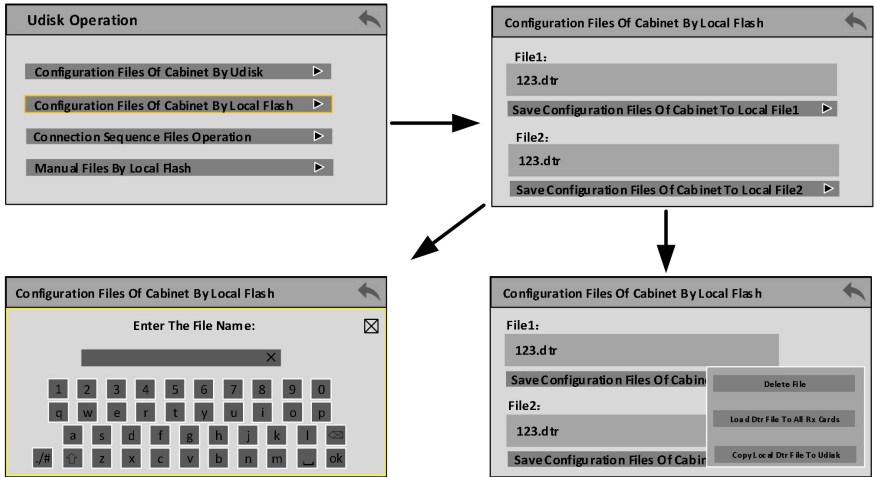 Udisk Operation
Configuration Files Of Cabinet By Udisk
Configuration Files Of Cabinet By Local Flash
Connection Sequence Files Operation
Manual Files By Local Flash
Configuration Files Of Cabinet By Local Flash
File1:
123.dtr
Save Configuration Files Of Cabinet To Local File1
File2:
123.dtr
Save Configuration Files Of Cabinet To Local File2
Configuration Files Of Cabinet By Local Flash
Enter The File Name:
1 2 3 4 5 6 7 8 9 0
q w e r t y u i o p
a s d f g h j k l
./# z x c v b n m ok
Configuration Files Of Cabinet By Local Flash
File1:
123.dtr
Save Configuration Files Of Cabin
File2:
123.dtr
Save Configuration Files Of Cabin
Delete File
Load Dtr File To All Rx Cards
Copy Local Dtr File To Udisk